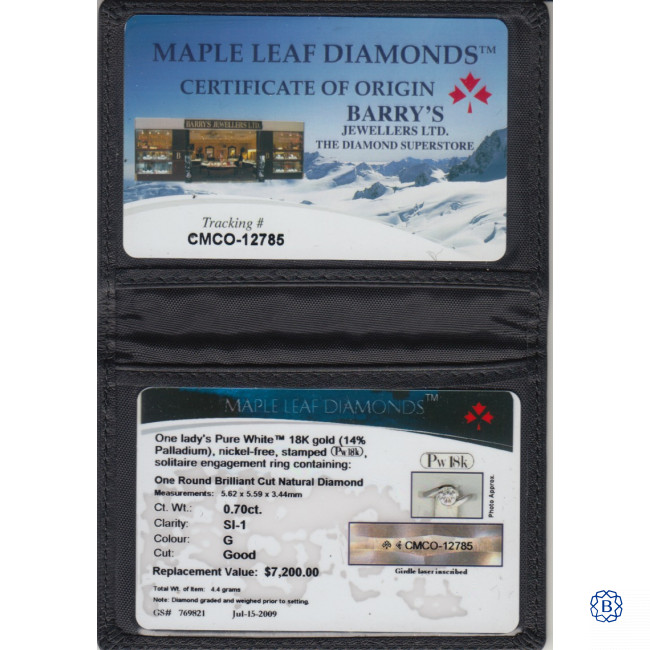 MAPLE LEAF DIAMONDS™
CERTIFICATE OF ORIGIN
BARRY'S
JEWELLERS LTD.
THE DIAMOND SUPERSTORE
BARRY'S JEWELLERS LTD.
Tracking #
CMCO-12785
MAPLE LEAF DIAMONDS™
One lady's Pure White™ 18K gold (14%
Palladium), nickel-free, stamped (Pw18k),
solitaire engagement ring containing:
One Round Brilliant Cut Natural Diamond
Measurements: 5.62 x 5.59 x 3.44mm
Ct. Wt.: 0.70ct.
Clarity: SI-1
Colour: G
Cut: Good
Replacement Value: $7,200.00
Total Wt. of Item: 4.4 grams
Note: Diamond graded and weighed prior to setting.
GS# 769821 Jul-15-2009
Pw18k
Photo Approx.
CMCO-12785
Girdle laser inscribed
B